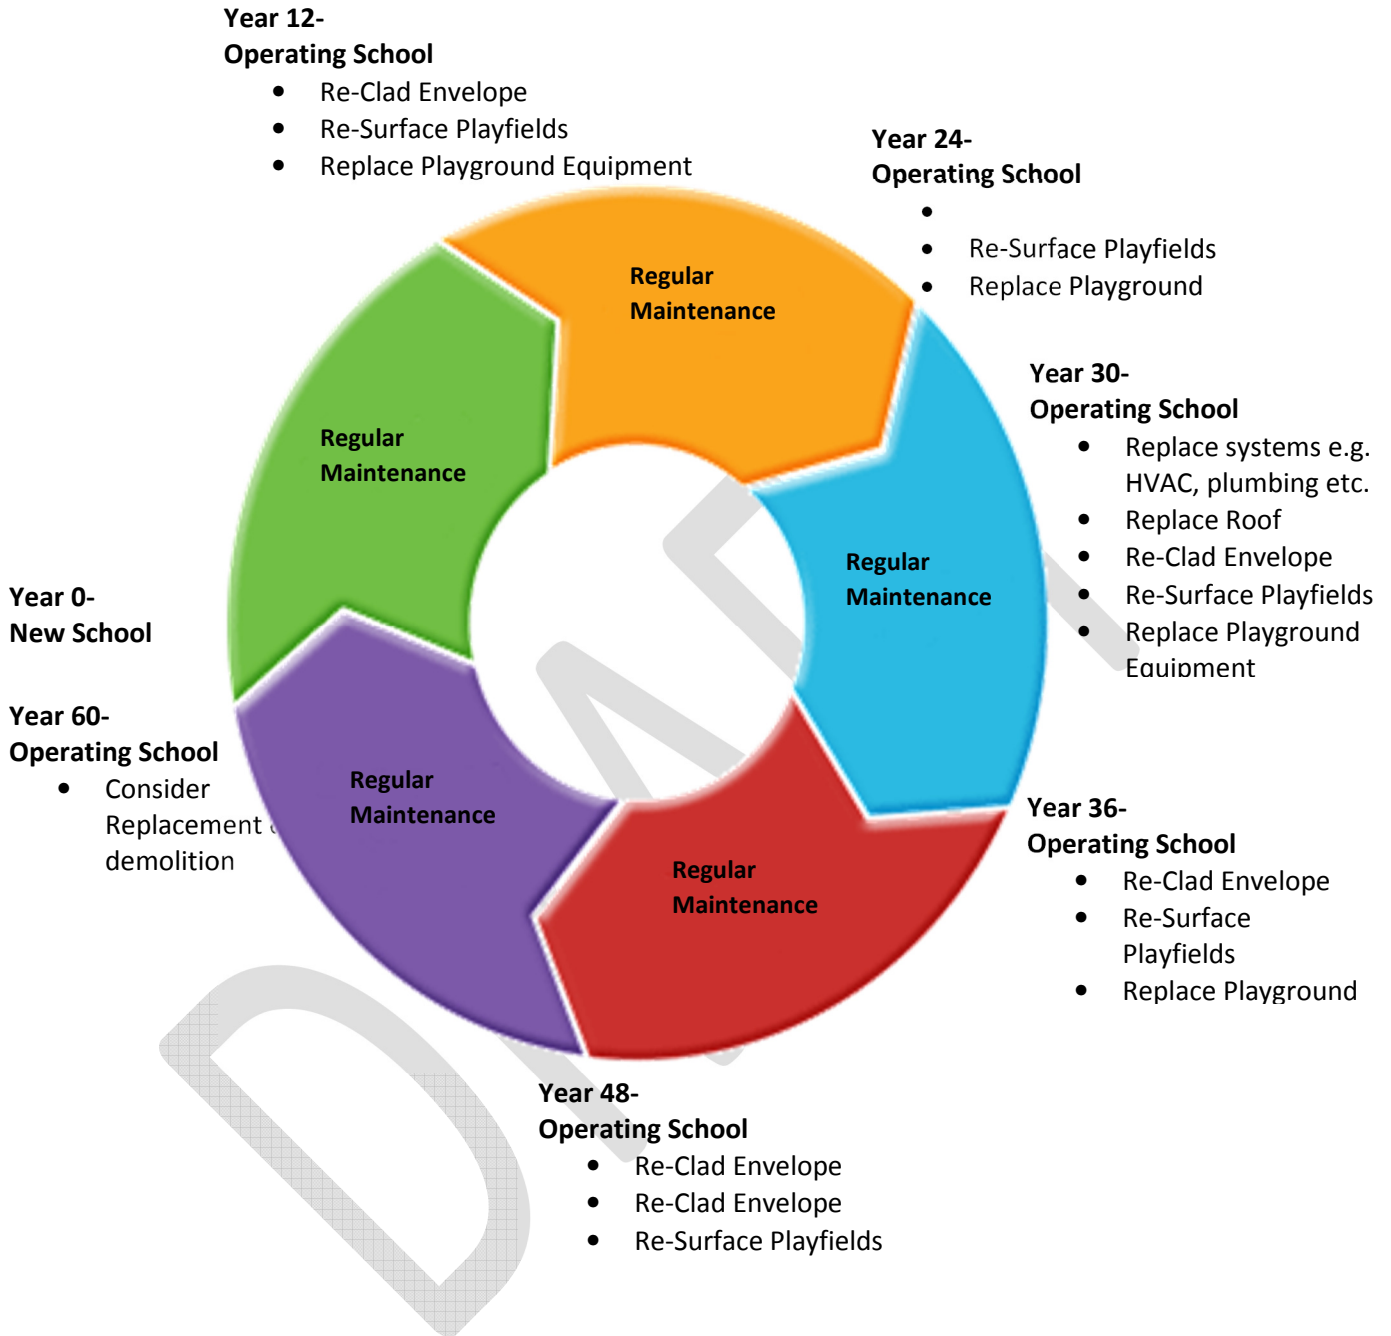 Year 12-
Operating School
• Re-Clad Envelope
• Re-Surface Playfields
• Replace Playground Equipment
Year 24-
Operating School
•
• Re-Surface Playfields
• Replace Playground
Regular
Maintenance
Year 30-
Operating School
• Replace systems e.g.
HVAC, plumbing etc.
• Replace Roof
• Re-Clad Envelope
• Re-Surface Playfields
• Replace Playground
Equipment
Regular
Maintenance
Regular
Maintenance
Year 0-
New School
Year 60-
Operating School
• Consider
Replacement
demolition
Regular
Maintenance
Regular
Maintenance
Year 36-
Operating School
• Re-Clad Envelope
• Re-Surface
Playfields
• Replace Playground
Year 48-
Operating School
• Re-Clad Envelope
• Re-Clad Envelope
• Re-Surface Playfields
DRAFT